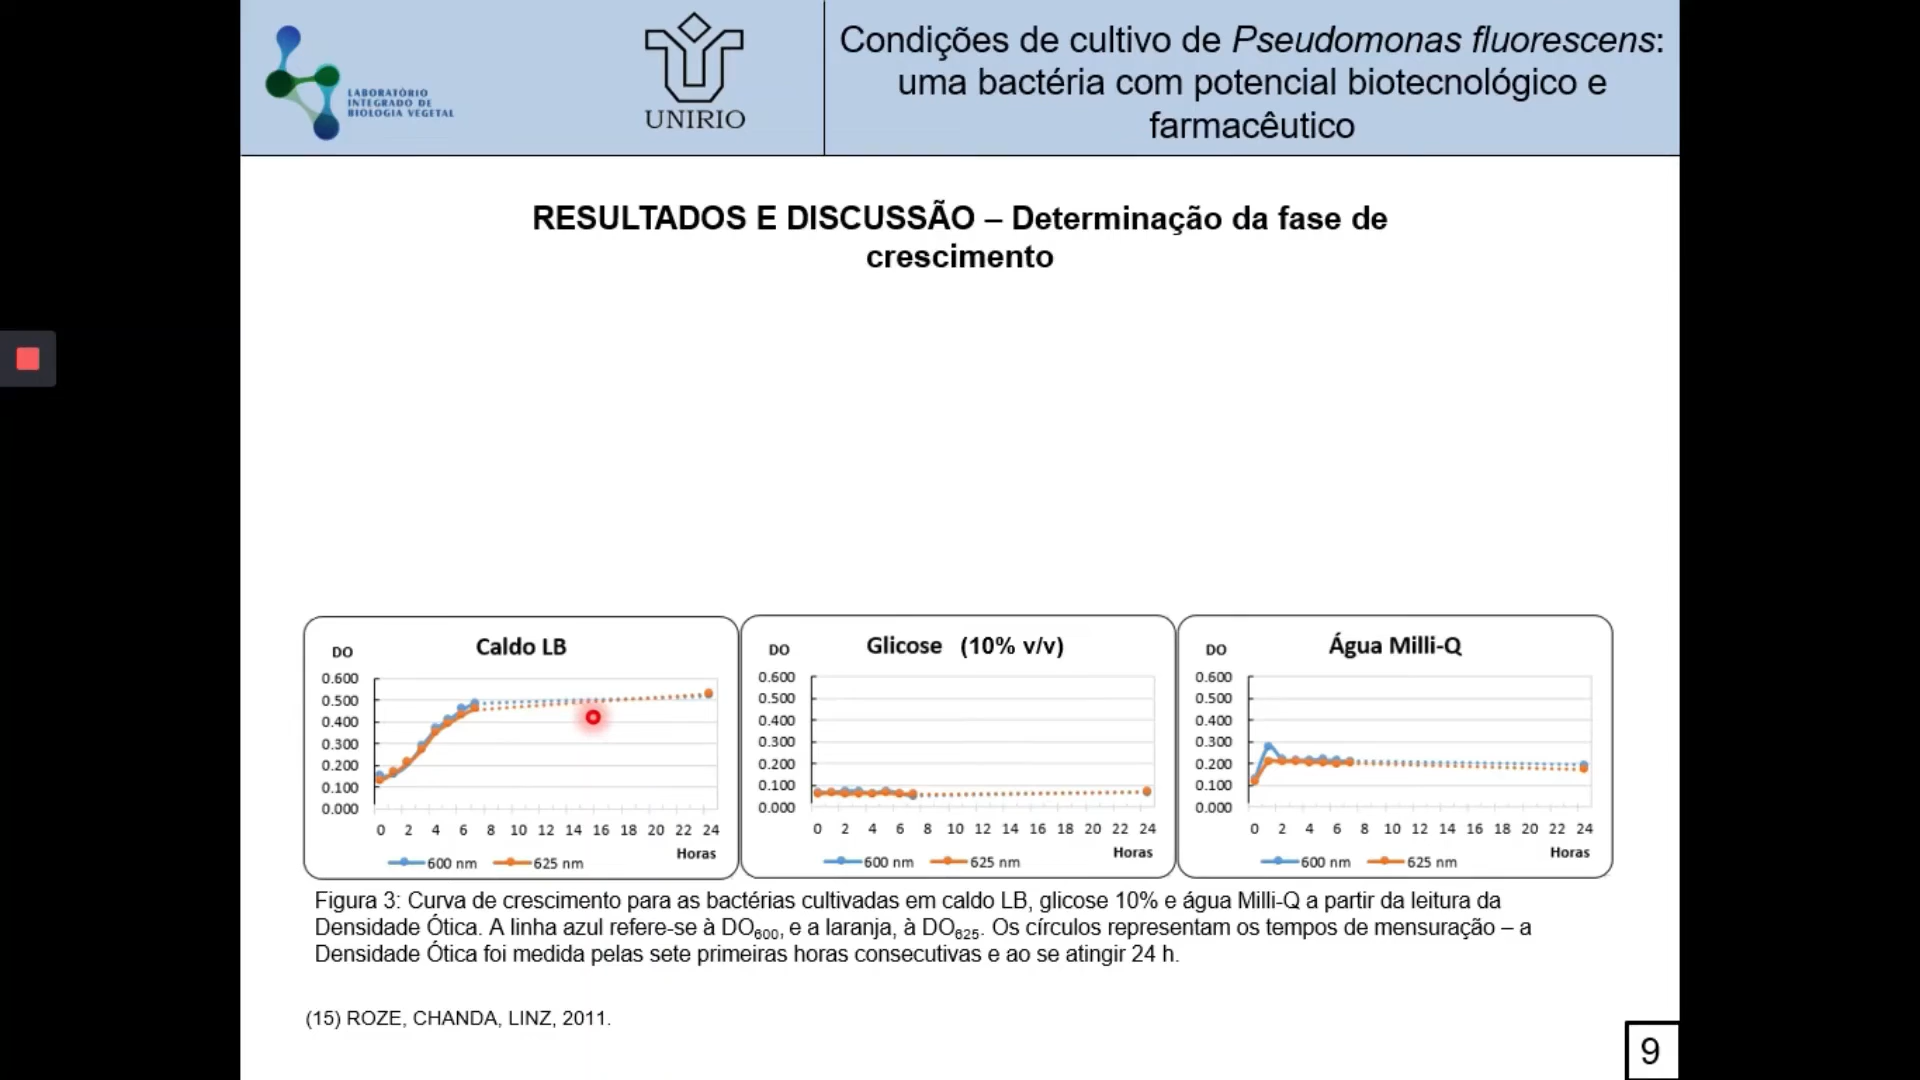 LABORATÓRIO
INTEGRADO DE
BIOLOGIA VEGETAL
UNIRIO
Condições de cultivo de Pseudomonas fluorescens:
uma bactéria com potencial biotecnológico e
farmacêutico
RESULTADOS E DISCUSSÃO – Determinação da fase de
crescimento
DO
Caldo LB
0.600
0.500
0.400
0.300
0.200
0.100
0.000
0 2 4 6 8 10 12 14 16 18 20 22 24
Horas
600 nm 625 nm
DO
Glicose (10% v/v)
0.600
0.500
0.400
0.300
0.200
0.100
0.000
0 2 4 6 8 10 12 14 16 18 20 22 24
Horas
600 nm 625 nm
DO
Água Milli-Q
0.600
0.500
0.400
0.300
0.200
0.100
0.000
0 2 4 6 8 10 12 14 16 18 20 22 24
Horas
600 nm 625 nm
Figura 3: Curva de crescimento para as bactérias cultivadas em caldo LB, glicose 10% e água Milli-Q a partir da leitura da
Densidade Ótica. A linha azul refere-se à DO₆₀₀, e a laranja, à DO₆₂₅. Os círculos representam os tempos de mensuração – a
Densidade Ótica foi medida pelas sete primeiras horas consecutivas e ao se atingir 24 h.
(15) ROZE, CHANDA, LINZ, 2011.
9